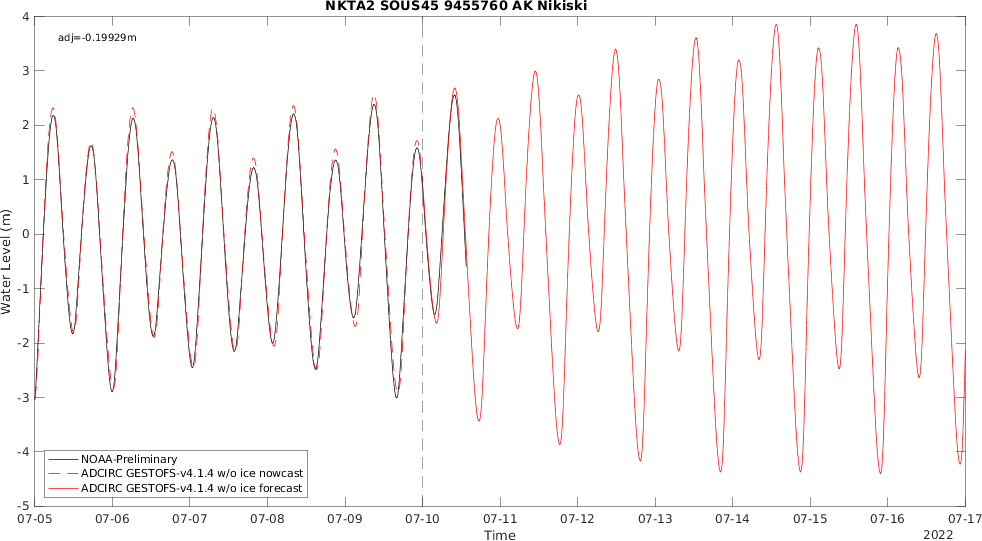 NKTA2 SOUS45 9455760 AK Nikiski
adj=-0.19929m
4
3
2
1
0
-1
-2
-3
-4
-5
Water Level (m)
NOAA-Preliminary
ADCIRC GESTOFS-v4.1.4 w/o ice nowcast
ADCIRC GESTOFS-v4.1.4 w/o ice forecast
07-05 07-06 07-07 07-08 07-09 07-10 07-11 07-12 07-13 07-14 07-15 07-16 07-17
Time
2022